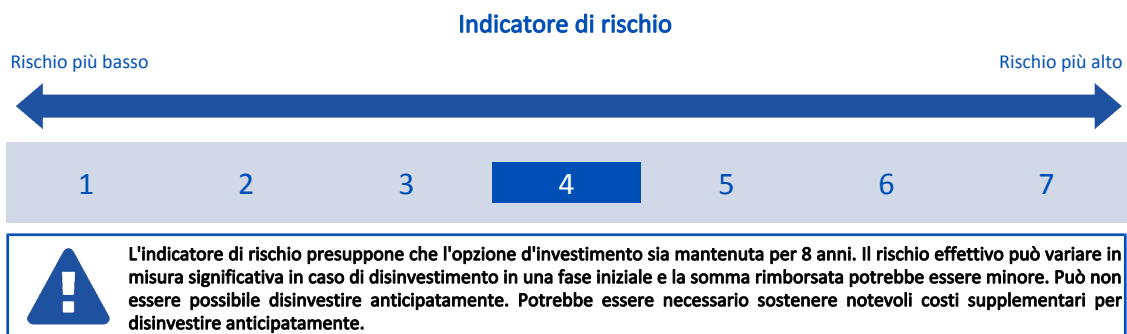 Indicatore di rischio
Rischio più basso
Rischio più alto
1 2 3 4 5 6 7
L'indicatore di rischio presuppone che l'opzione d'investimento sia mantenuta per 8 anni. Il rischio effettivo può variare in
misura significativa in caso di disinvestimento in una fase iniziale e la somma rimborsata potrebbe essere minore. Può non
essere possibile disinvestire anticipatamente. Potrebbe essere necessario sostenere notevoli costi supplementari per
disinvestire anticipatamente.